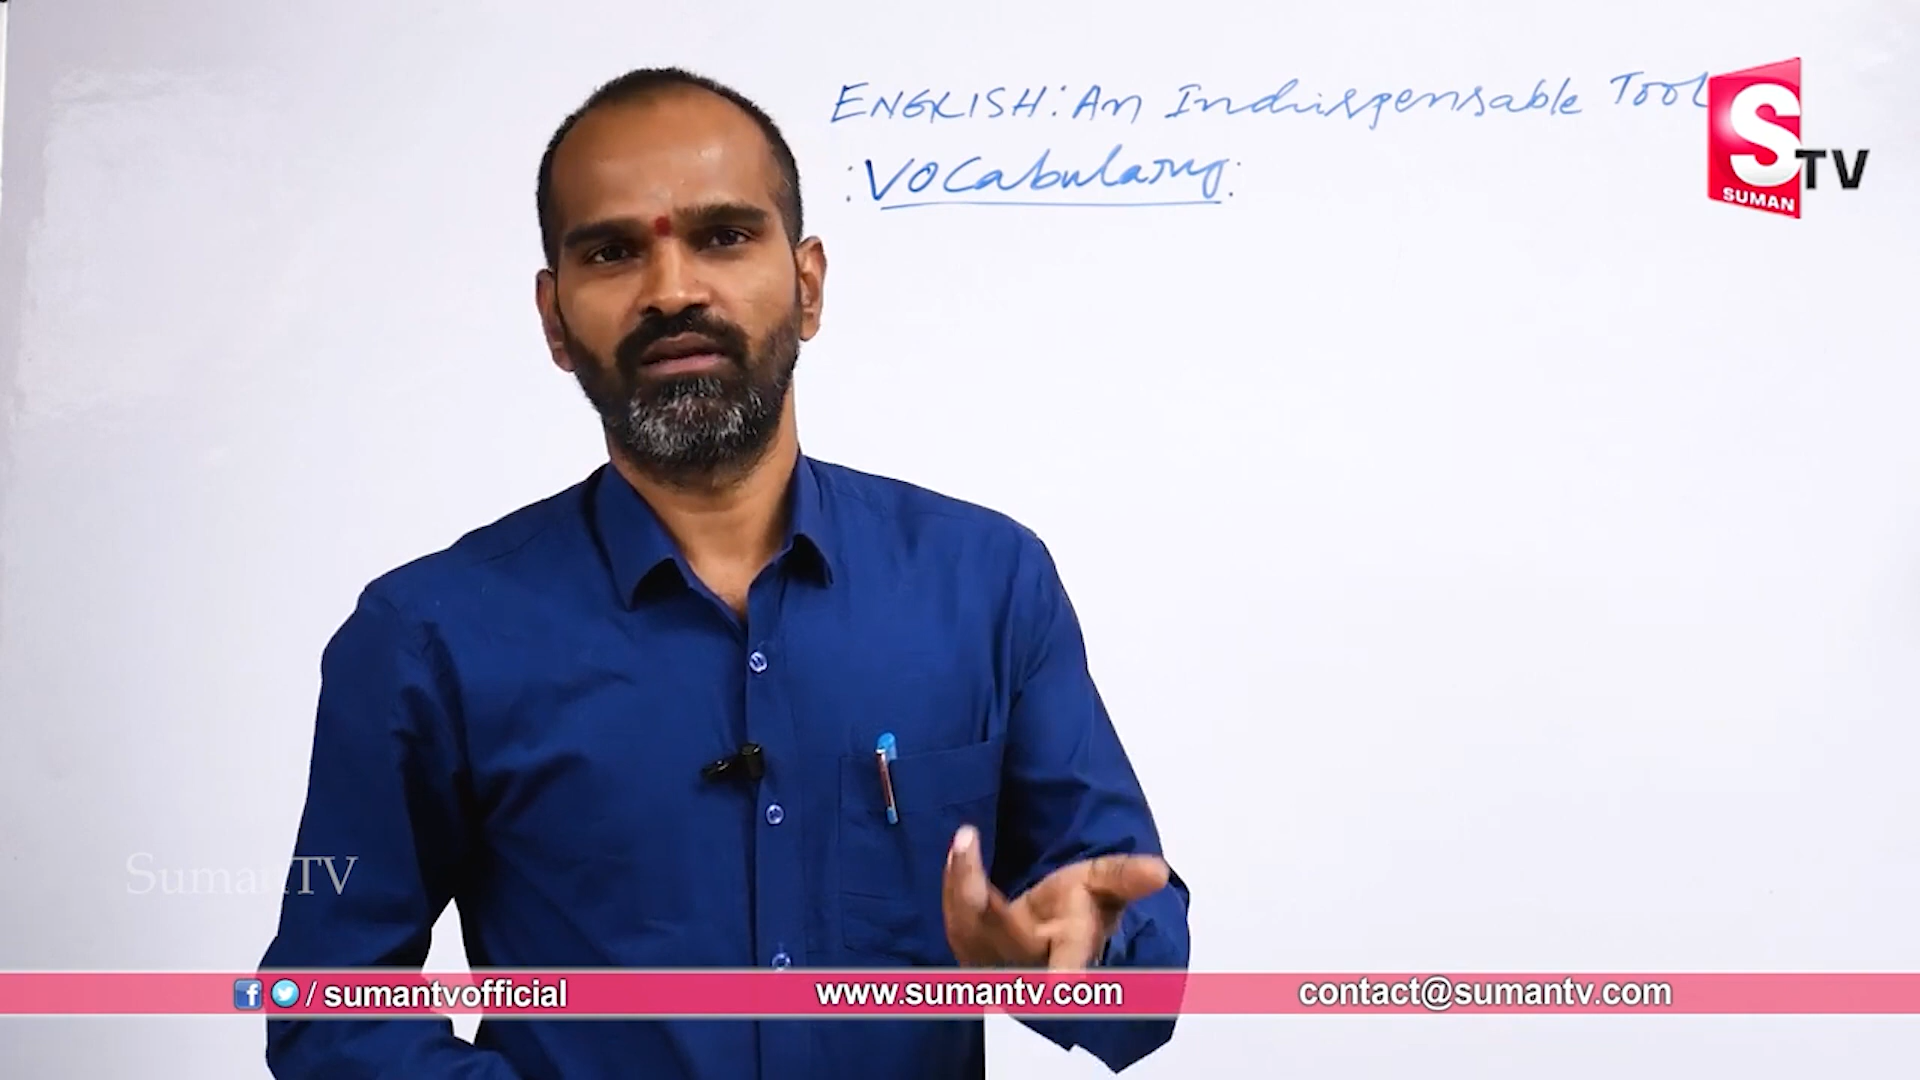 ENGLISH: An Indispensable Tool
: Vocabulary :
S TV
SUMAN
SumanTV
/ sumantvofficial
www.sumantv.com
contact@sumantv.com